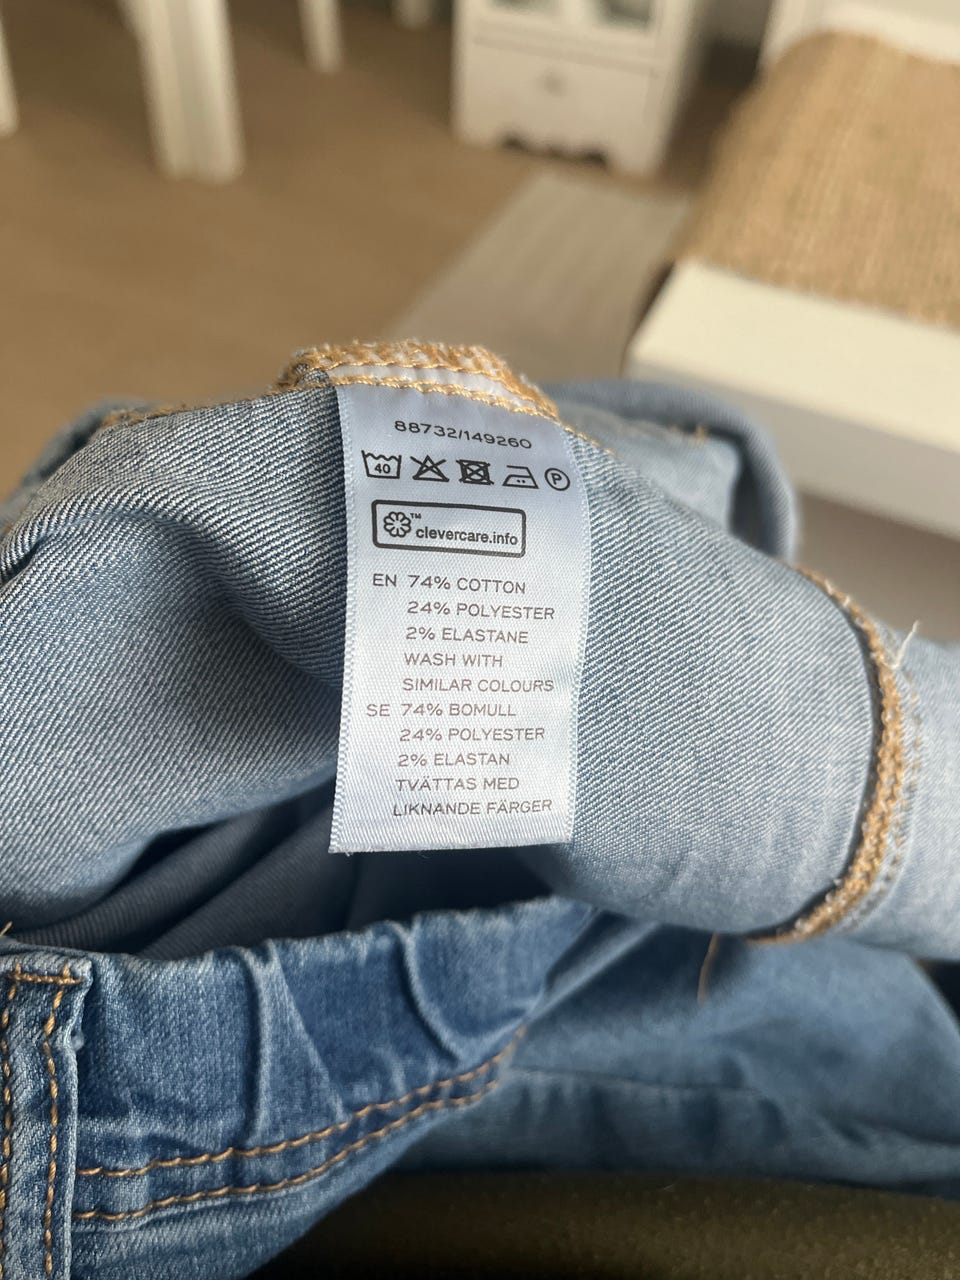 88732/149260
40 P
™ clevercare.info
EN 74% COTTON
24% POLYESTER
2% ELASTANE
WASH WITH
SIMILAR COLOURS
SE 74% BOMULL
24% POLYESTER
2% ELASTAN
TVÄTTAS MED
LIKNANDE FÄRGER